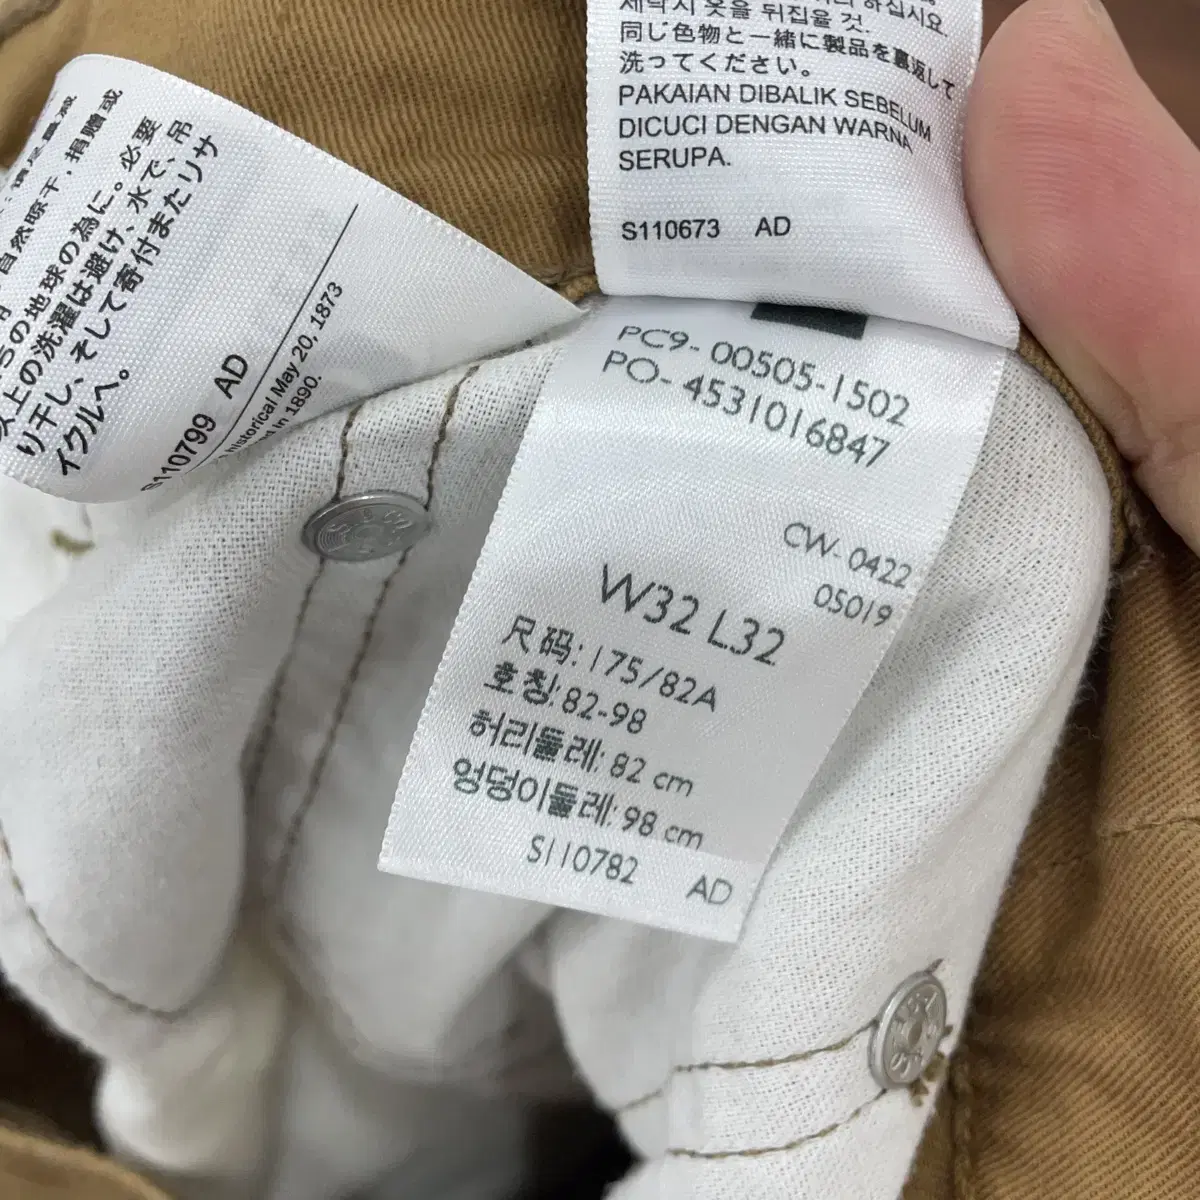 세탁시 옷을 뒤집을 것.
同じ色物と一緒に製品を裏返して
洗ってください。
PAKAIAN DIBALIK SEBELUM
DICUCI DENGAN WARNA
SERUPA.
S110673 AD
自然晾干，捐赠或
の地球の為に。必要
以上の洗濯は避け、水で、吊
り干し、そして寄付またリサ
イクルへ。
S110799 AD
historical May 20, 1873
in 1890.
PC9-00505-1502
PO-4531016847
CW-0422
05019
W32 L32
尺码:175/82A
호칭:82-98
허리둘레: 82 cm
엉덩이둘레: 98 cm
S110782 AD